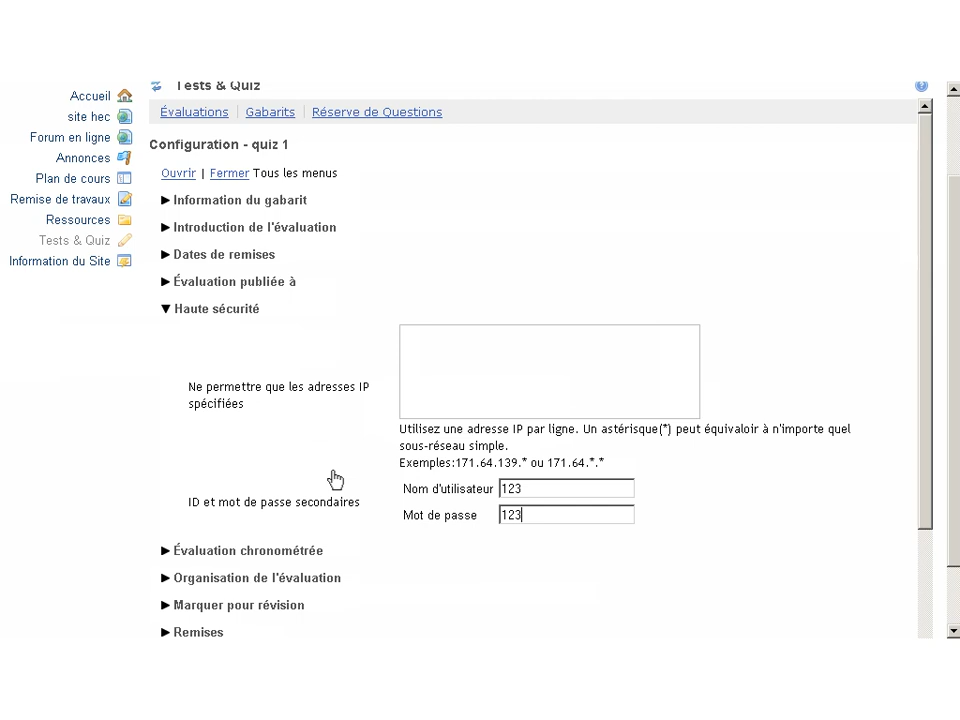 Tests & Quiz
Accueil
site hec
Forum en ligne
Annonces
Plan de cours
Remise de travaux
Ressources
Tests & Quiz
Information du Site
Évaluations | Gabarits | Réserve de Questions
Configuration - quiz 1
Ouvrir | Fermer Tous les menus
Information du gabarit
Introduction de l'évaluation
Dates de remises
Évaluation publiée à
Haute sécurité
Ne permettre que les adresses IP
spécifiées
Utilisez une adresse IP par ligne. Un astérisque(*) peut équivaloir à n'importe quel
sous-réseau simple.
Exemples:171.64.139.* ou 171.64.*.*
ID et mot de passe secondaires
Nom d'utilisateur 123
Mot de passe 123
Évaluation chronométrée
Organisation de l'évaluation
Marquer pour révision
Remises